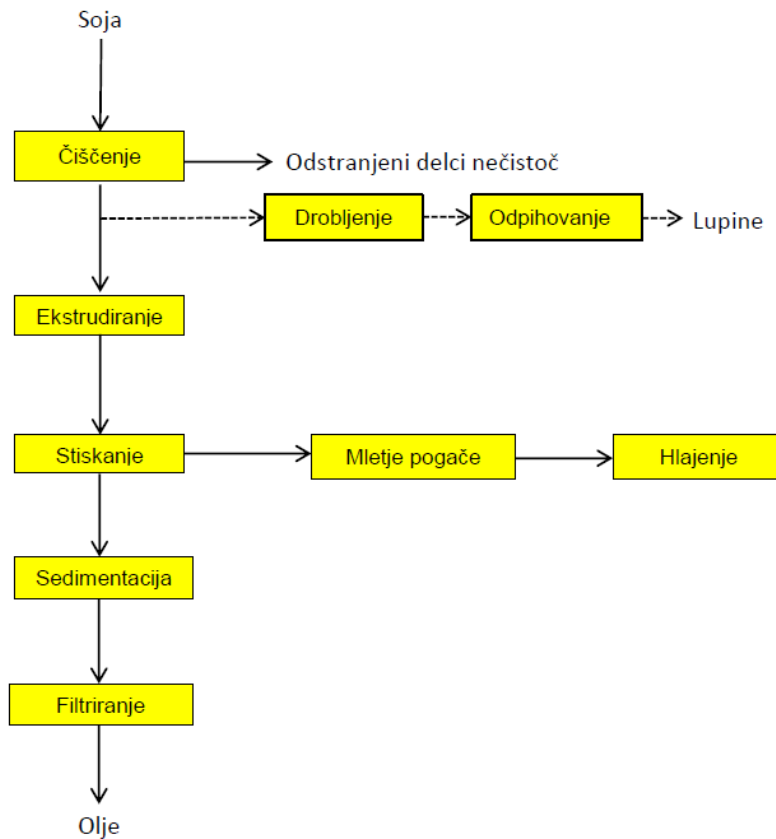 Soja
Čiščenje
Odstranjeni delci nečistoč
Drobljenje
Odpihovanje
Lupine
Ekstrudiranje
Stiskanje
Mletje pogače
Hlajenje
Sedimentacija
Filtriranje
Olje